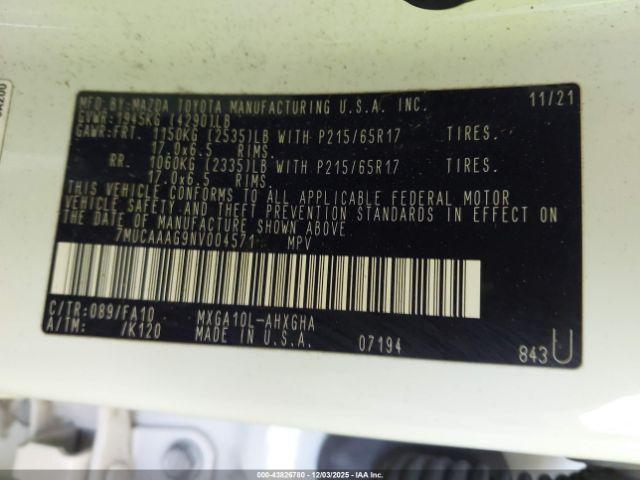 MFD.BY:MAZDA TOYOTA MANUFACTURING U.S.A. INC. 11/21
GVWR:1945KG (4290)LB
GAWR:FRT. 1150KG (2535)LB WITH P215/65R17 TIRES.
17.0x6.5 RIMS.
RR. 1060KG (2335)LB WITH P215/65R17 TIRES.
17.0x6.5 RIMS.
THIS VEHICLE CONFORMS TO ALL APPLICABLE FEDERAL MOTOR
VEHICLE SAFETY AND THEFT PREVENTION STANDARDS IN EFFECT ON
THE DATE OF MANUFACTURE SHOWN ABOVE
7MUCAAAG9NV004571 MPV
C/TR:089/FA10 MXGA10L-AHXGHA
A/TM: /K120 MADE IN U.S.A. 07194 843U
000-43826760 - 12/03/2025 - IAA Inc.